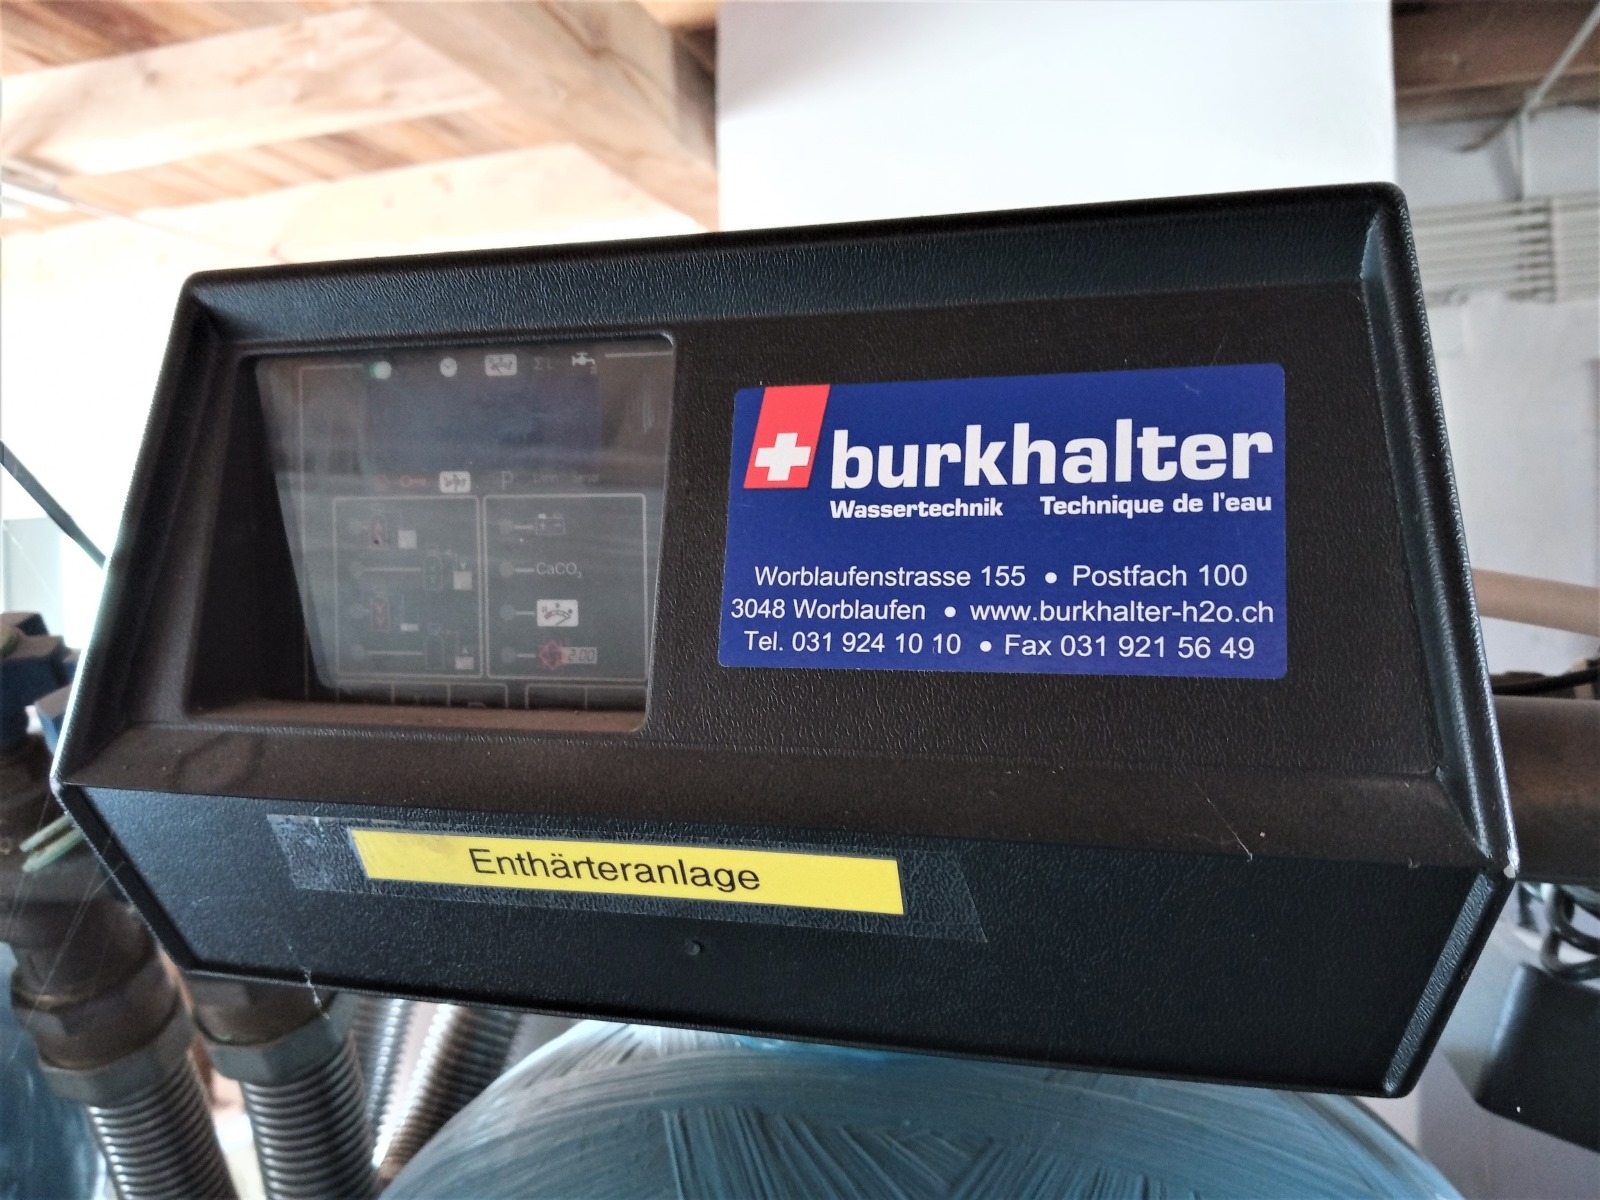 burkhalter
Wassertechnik Technique de l'eau
Worblaufenstrasse 155 • Postfach 100
3048 Worblaufen • www.burkhalter-h2o.ch
Tel. 031 924 10 10 • Fax 031 921 56 49
Σ L
P
CaCO₃
2.00
Enthärteranlage